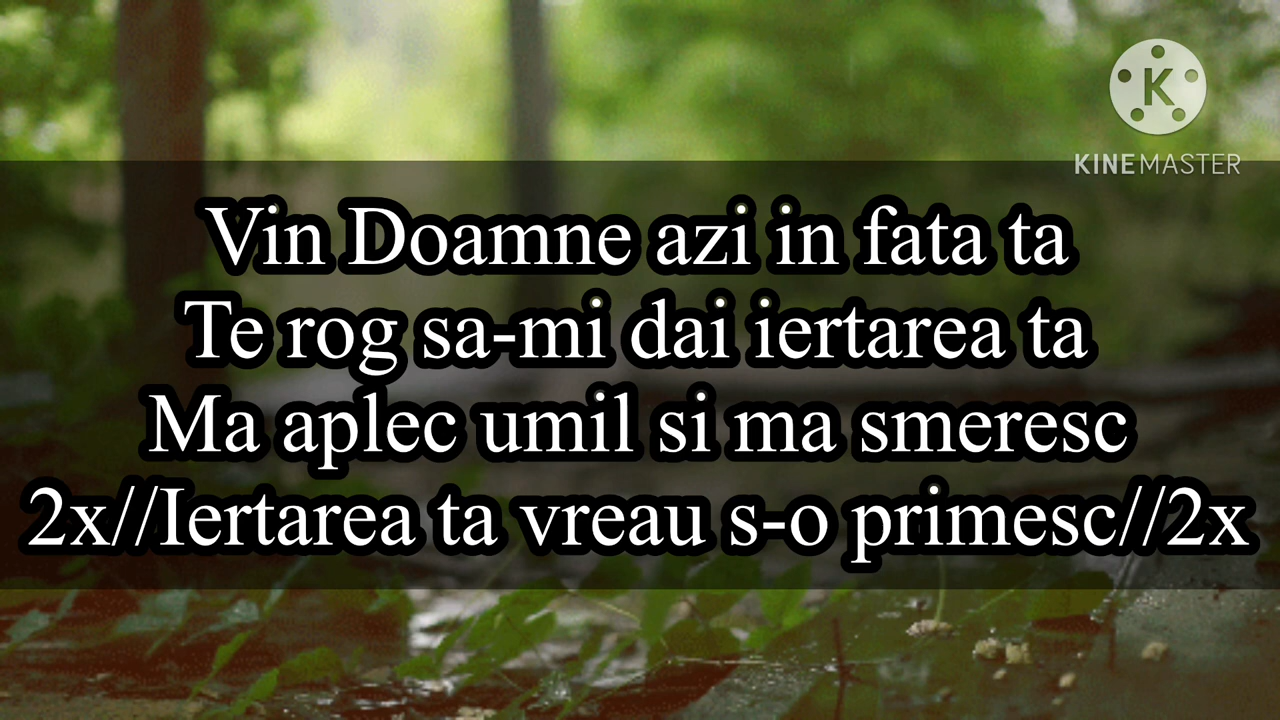 K
KINEMASTER
Vin Doamne azi in fata ta
Te rog sa-mi dai iertarea ta
Ma aplec umil si ma smeresc
2x//Iertarea ta vreau s-o primesc//2x